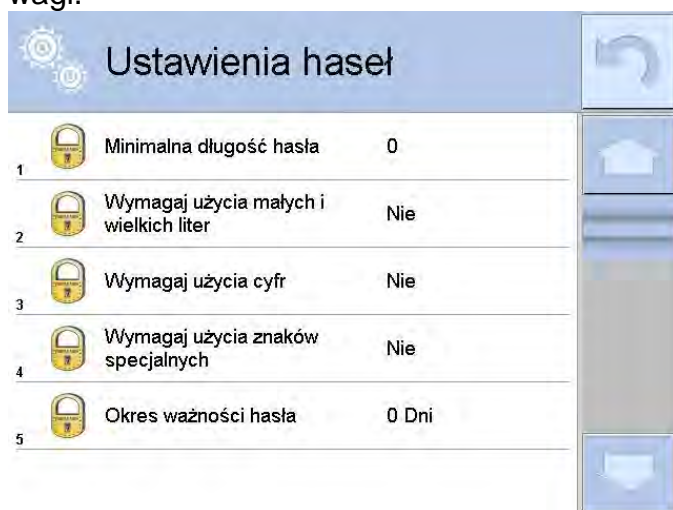 wagi.
Ustawienia haseł
1 Minimalna długość hasła 0
Wymagaj użycia małych i
wielkich liter
2 Nie
3 Wymagaj użycia cyfr Nie
Wymagaj użycia znaków
specjalnych
4 Nie
5 Okres ważności hasła 0 Dni